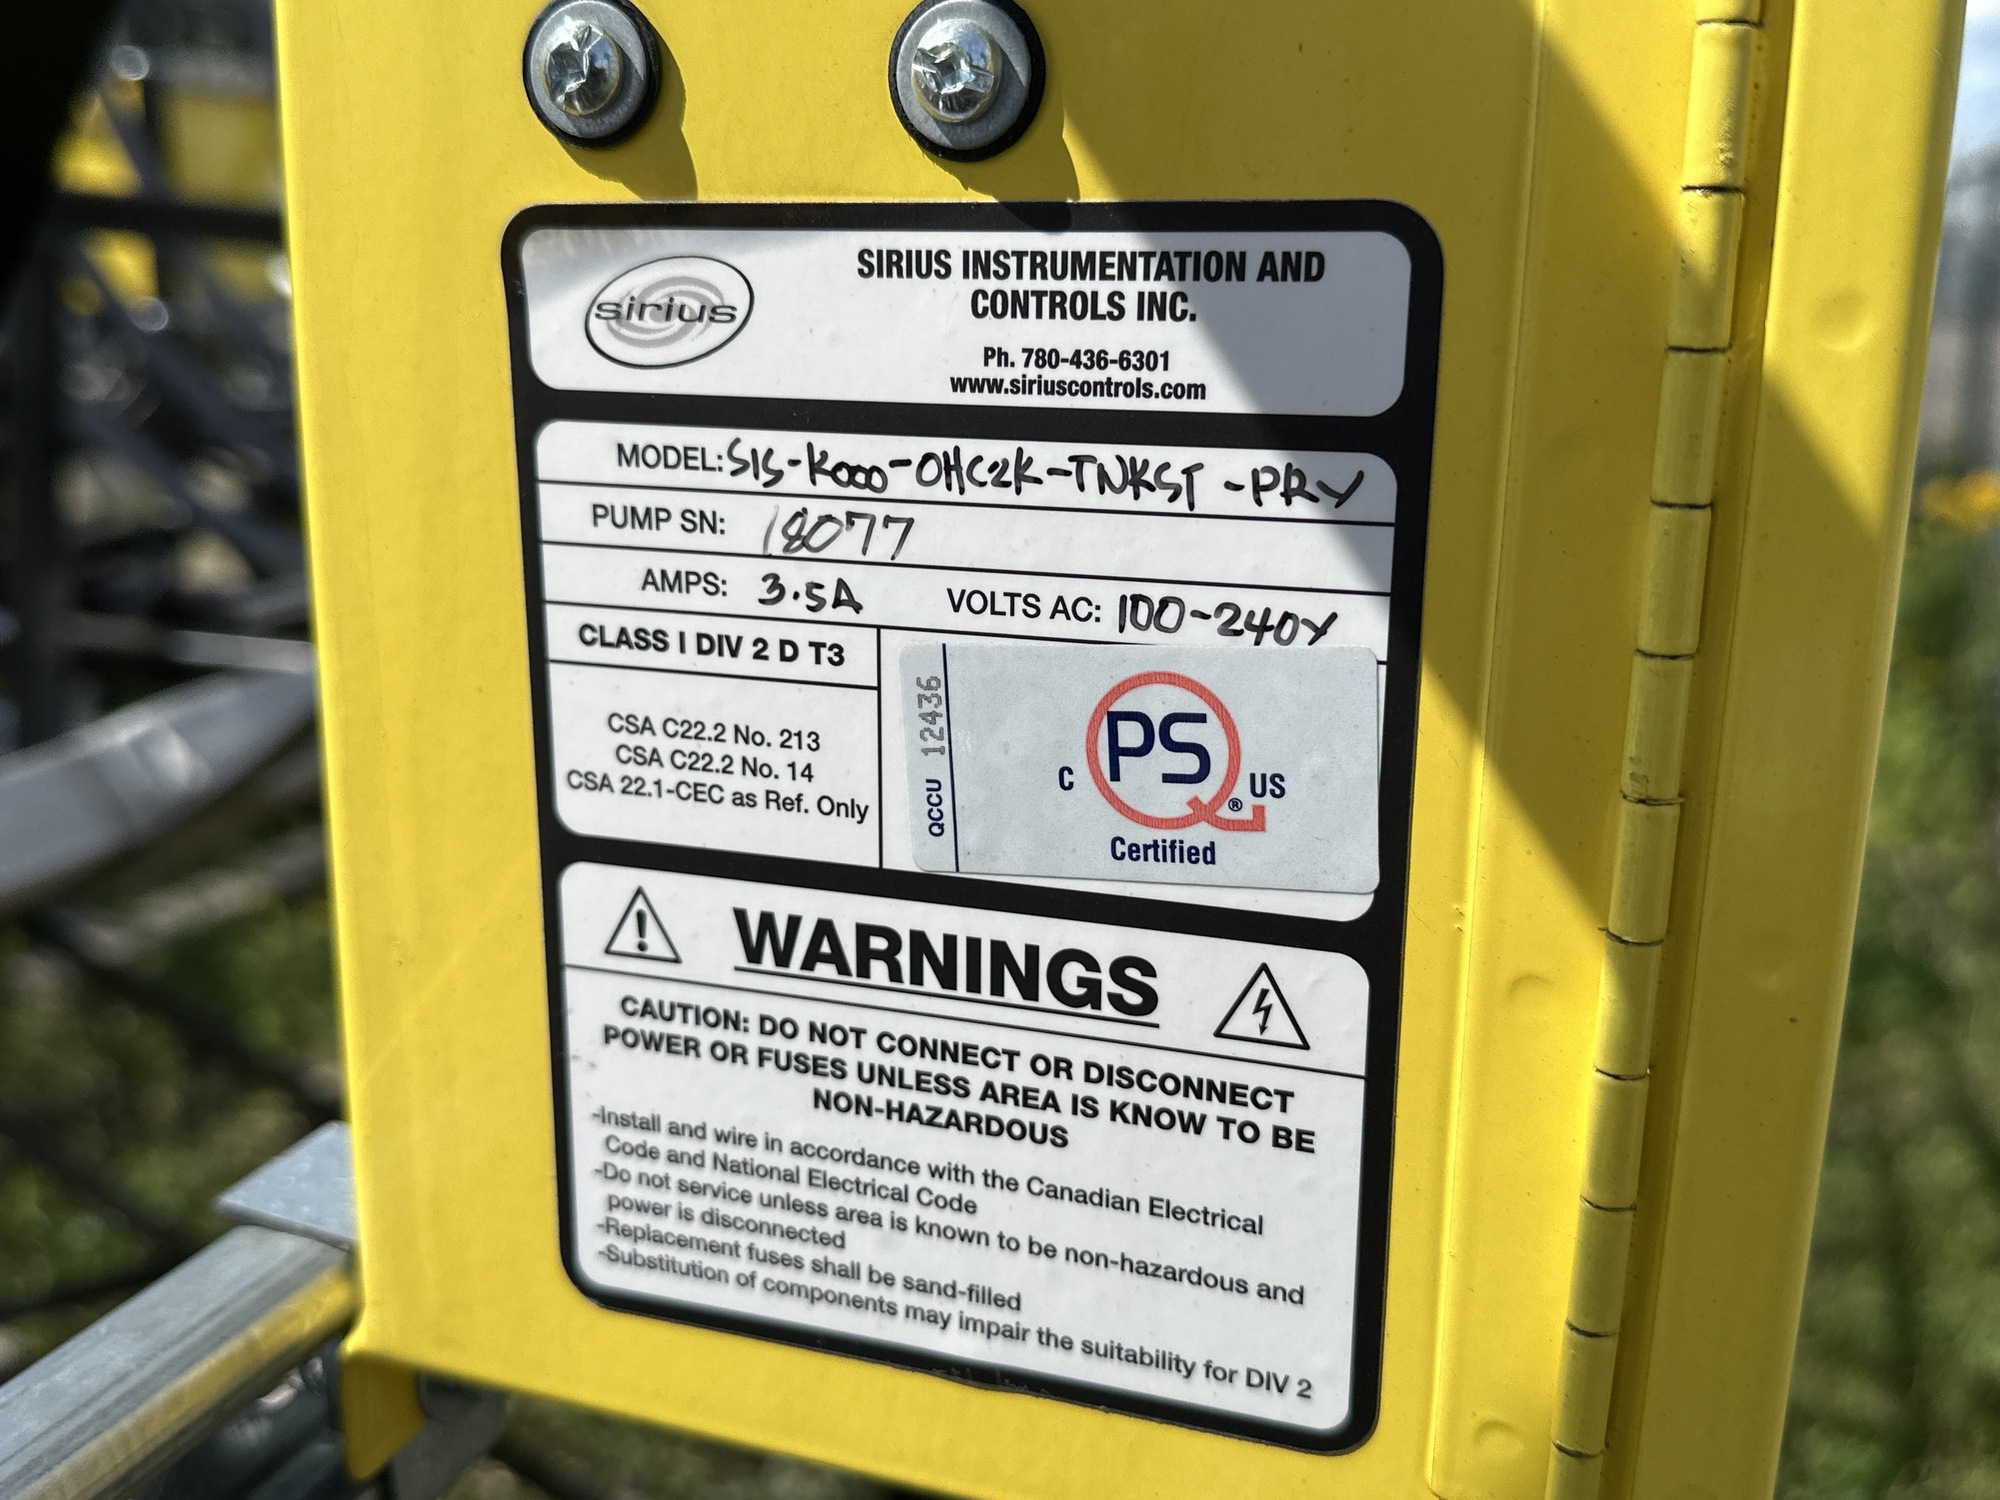 sirius
SIRIUS INSTRUMENTATION AND
CONTROLS INC.
Ph. 780-436-6301
www.siriuscontrols.com
MODEL: SIS-K000-OHC2K-TNKST-PRV
PUMP SN: 18077
AMPS: 3.5A VOLTS AC: 100-240V
CLASS I DIV 2 D T3
CSA C22.2 No. 213
CSA C22.2 No. 14
CSA 22.1-CEC as Ref. Only
QCCU 12436
C PSQ® US
Certified
WARNINGS
CAUTION: DO NOT CONNECT OR DISCONNECT
POWER OR FUSES UNLESS AREA IS KNOW TO BE
NON-HAZARDOUS
-Install and wire in accordance with the Canadian Electrical
Code and National Electrical Code
-Do not service unless area is known to be non-hazardous and
power is disconnected
-Replacement fuses shall be sand-filled
-Substitution of components may impair the suitability for DIV 2